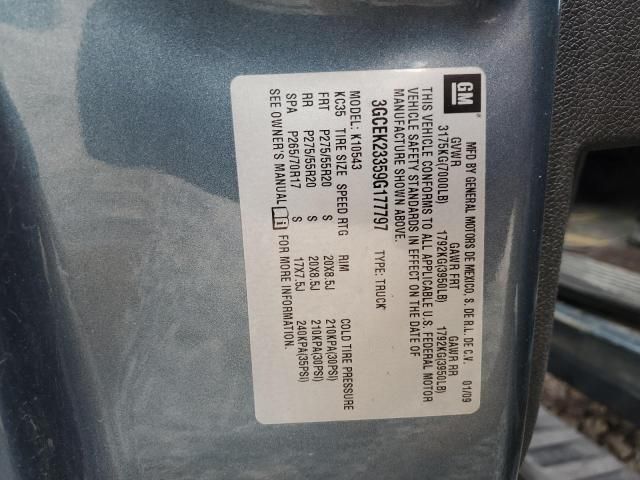 GM
MFD BY GENERAL MOTORS DE MEXICO, S. DE R.L. DE C.V. 01/09
GVWR GAWR FRT GAWR RR
3175KG(7000LB) 1792KG(3950LB) 1792KG(3950LB)
THIS VEHICLE CONFORMS TO ALL APPLICABLE U.S. FEDERAL MOTOR
VEHICLE SAFETY STANDARDS IN EFFECT ON THE DATE OF
MANUFACTURE SHOWN ABOVE.
3GCEK23359G177797 TYPE: TRUCK
MODEL: K10543
KC35 TIRE SIZE SPEED RTG RIM COLD TIRE PRESSURE
FRT P275/55R20 S 20X8.5J 210KPA(30PSI)
RR P275/55R20 S 20X8.5J 210KPA(30PSI)
SPA P265/70R17 S 17X7.5J 240KPA(35PSI)
SEE OWNER'S MANUAL FOR MORE INFORMATION.